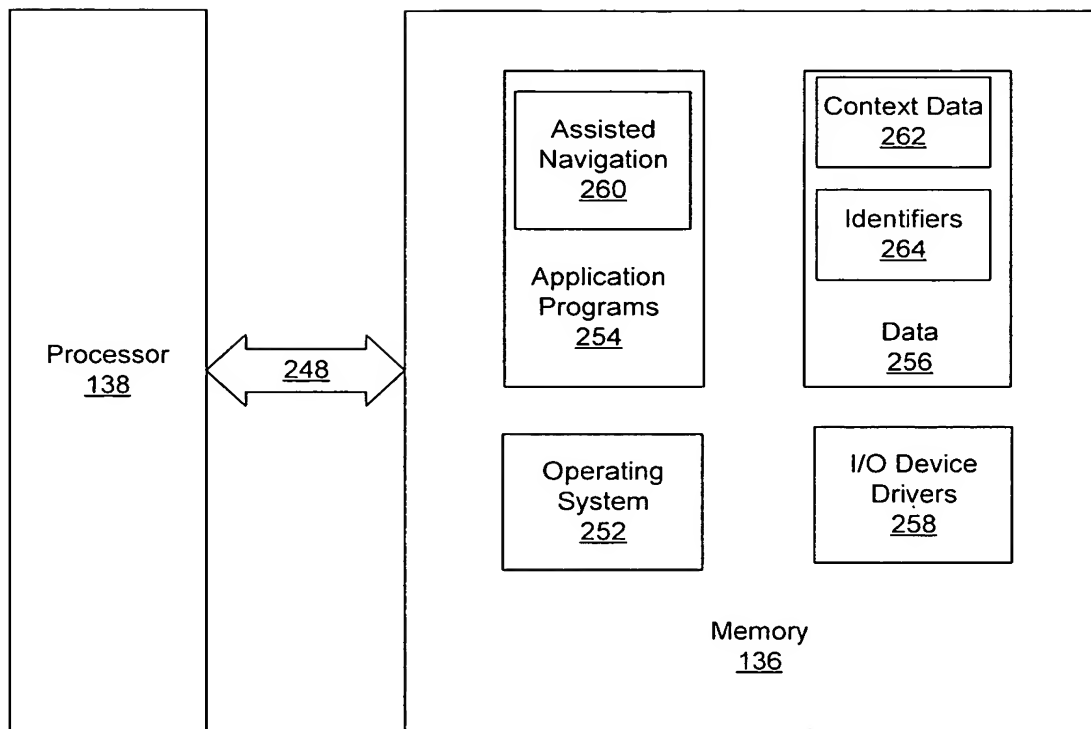 Processor
138
248
Assisted
Navigation
260
Application
Programs
254
Context Data
262
Identifiers
264
Data
256
Operating
System
252
I/O Device
Drivers
258
Memory
136